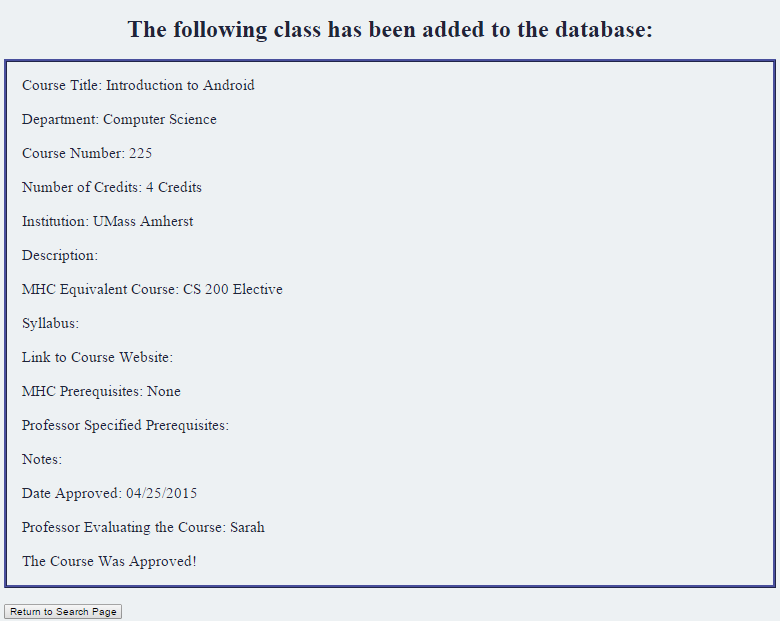 The following class has been added to the database:
Course Title: Introduction to Android
Department: Computer Science
Course Number: 225
Number of Credits: 4 Credits
Institution: UMass Amherst
Description:
MHC Equivalent Course: CS 200 Elective
Syllabus:
Link to Course Website:
MHC Prerequisites: None
Professor Specified Prerequisites:
Notes:
Date Approved: 04/25/2015
Professor Evaluating the Course: Sarah
The Course Was Approved!
Return to Search Page